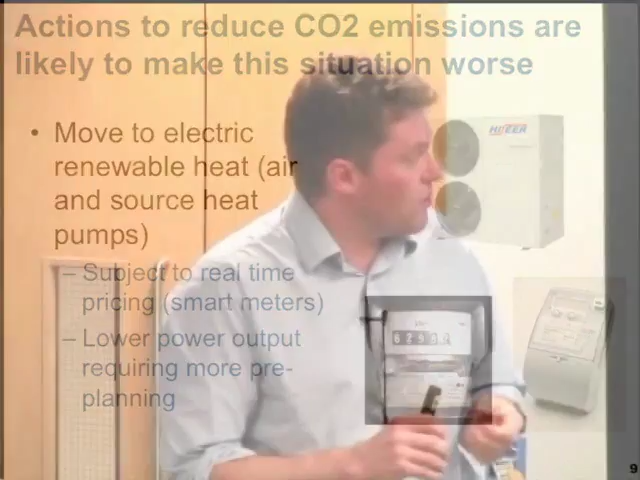 Actions to reduce CO2 emissions are
likely to make this situation worse
• Move to electric
renewable heat (air
and source heat
pumps)
– Subject to real time
pricing (smart meters)
– Lower power output
requiring more pre-
planning
9